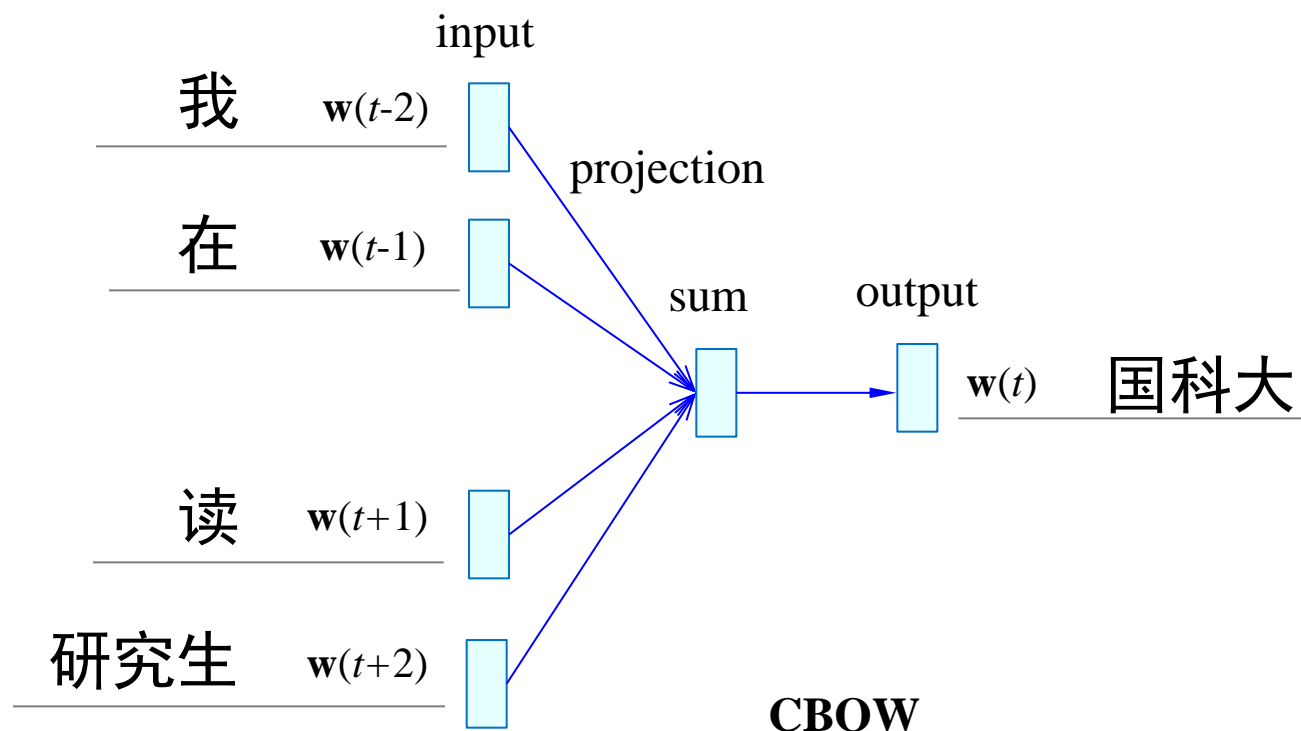 input
我 w(t-2)
projection
在 w(t-1)
sum
output
w(t) 国科大
读 w(t+1)
研究生 w(t+2)
CBOW